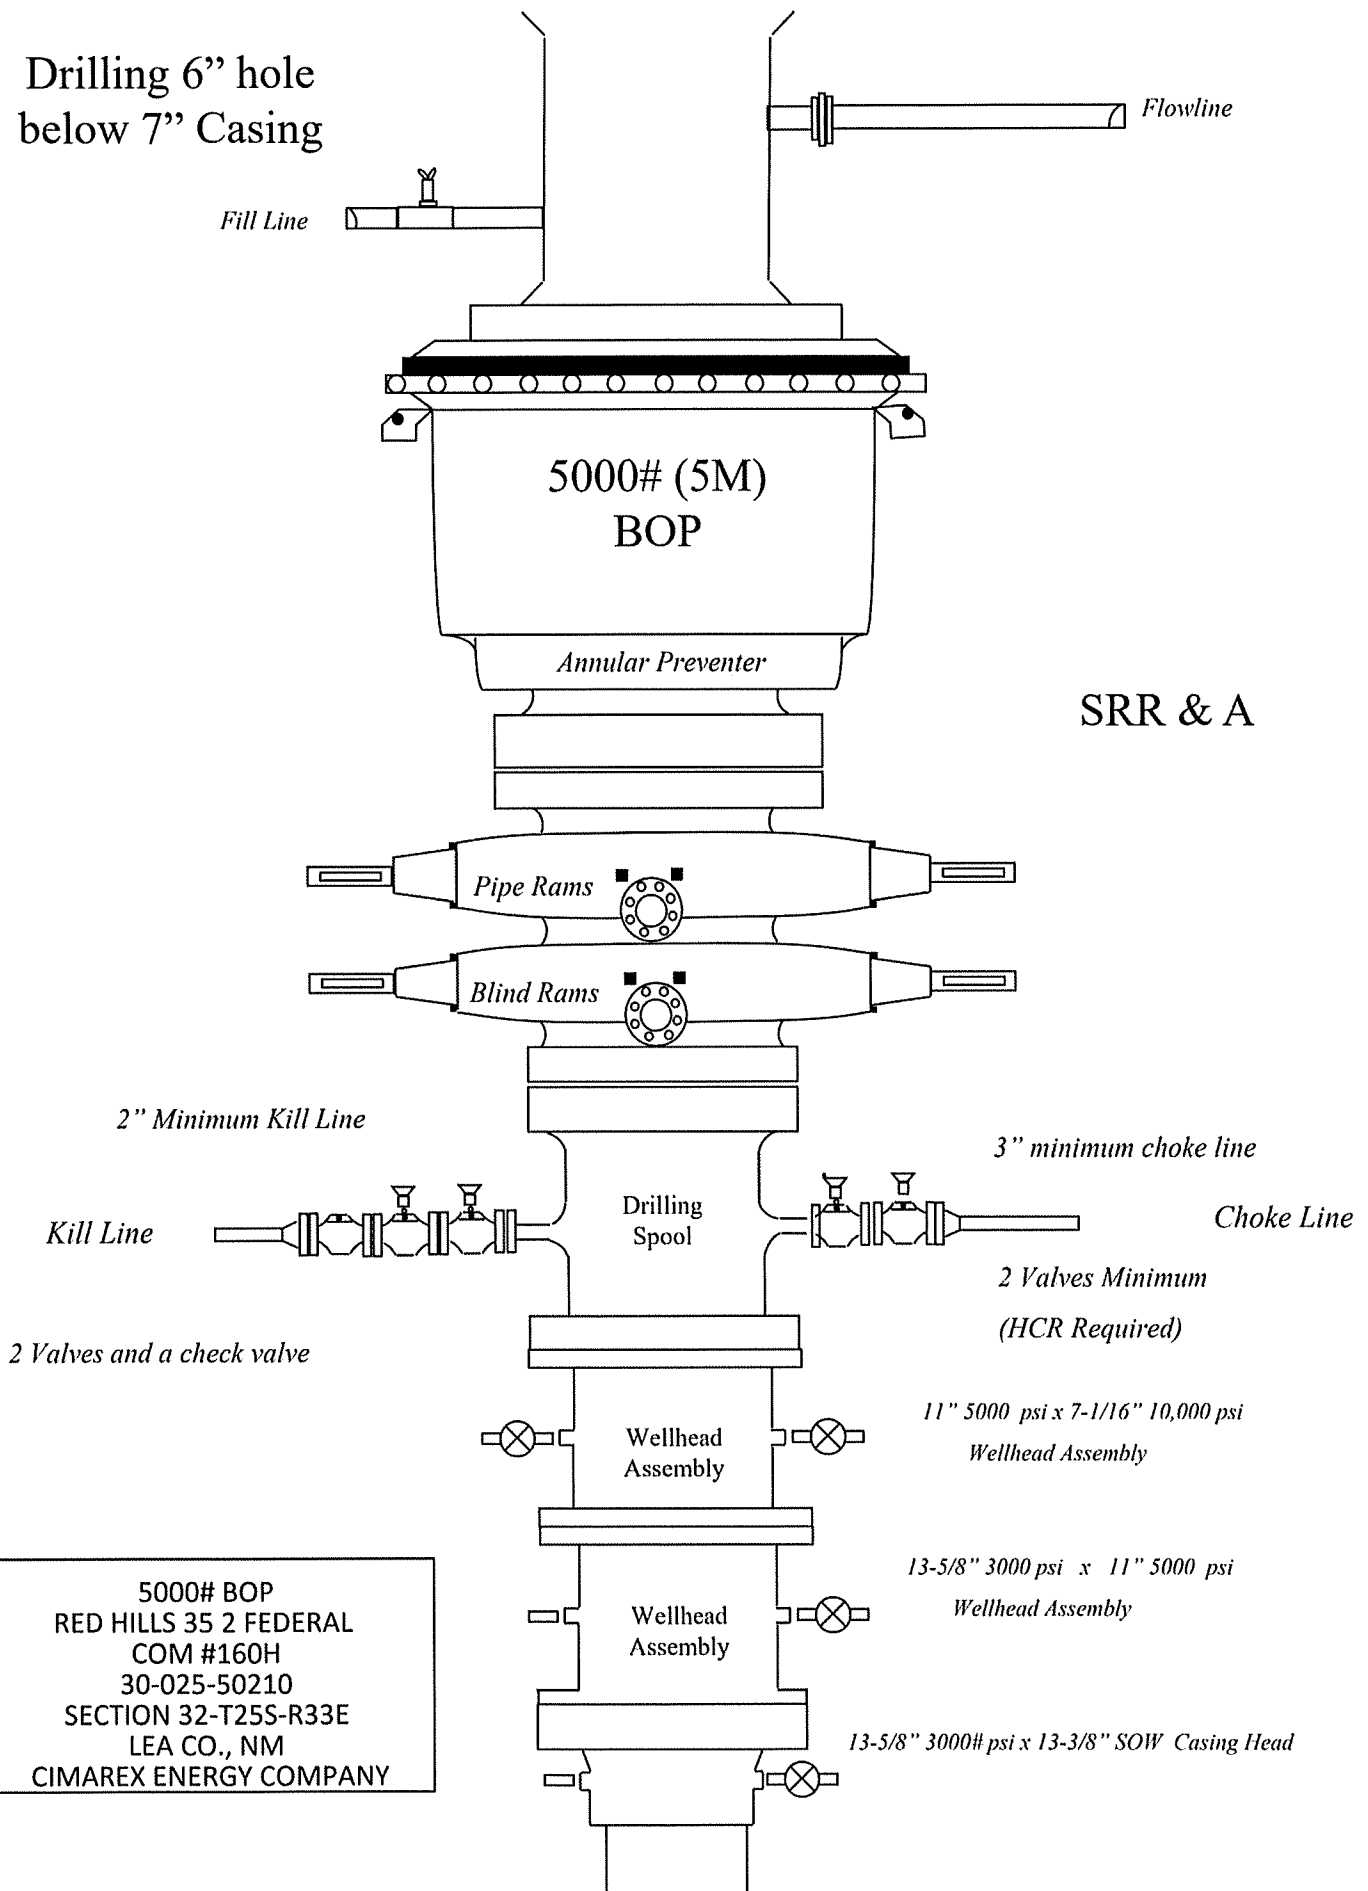 Drilling 6” hole
below 7” Casing
Flowline
Fill Line
5000# (5M)
BOP
Annular Preventer
SRR & A
Pipe Rams
Blind Rams
2” Minimum Kill Line
3” minimum choke line
Drilling
Spool
Kill Line
Choke Line
2 Valves Minimum
(HCR Required)
2 Valves and a check valve
11” 5000 psi x 7-1/16” 10,000 psi
Wellhead Assembly
Wellhead
Assembly
13-5/8” 3000 psi x 11” 5000 psi
Wellhead Assembly
Wellhead
Assembly
5000# BOP
RED HILLS 35 2 FEDERAL
COM #160H
30-025-50210
SECTION 32-T25S-R33E
LEA CO., NM
CIMAREX ENERGY COMPANY
13-5/8” 3000# psi x 13-3/8” SOW Casing Head